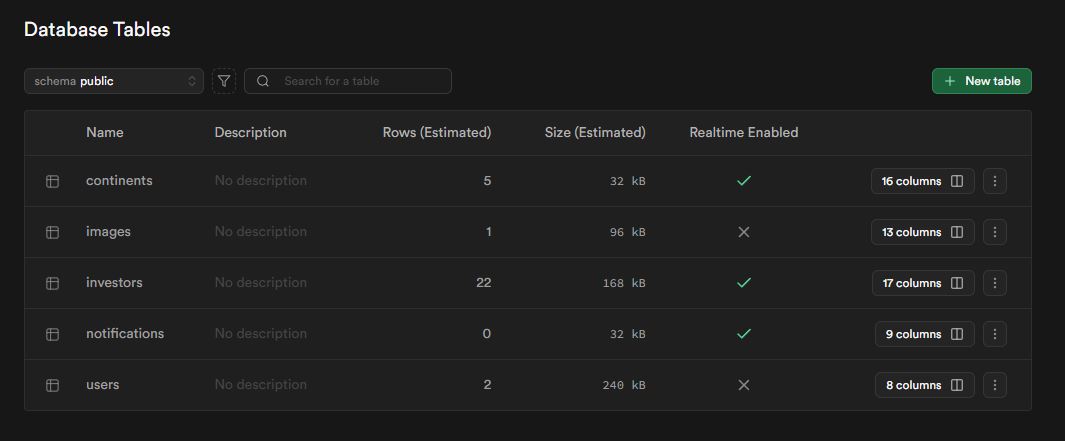 Database Tables
schema public
Search for a table
New table
Name Description Rows (Estimated) Size (Estimated) Realtime Enabled
continents No description 5 32 kB 16 columns
images No description 1 96 kB 13 columns
investors No description 22 168 kB 17 columns
notifications No description 0 32 kB 9 columns
users No description 2 240 kB 8 columns